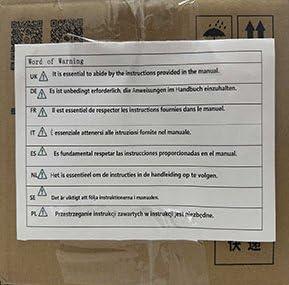 Word of Warning
UK It is essential to abide by the instructions provided in the manual.
DE Es ist unbedingt erforderlich, die Anweisungen im Handbuch einzuhalten.
FR Il est essentiel de respecter les instructions fournies dans le manuel.
IT È essenziale attenersi alle istruzioni fornite nel manuale.
ES Es fundamental respetar las instrucciones proporcionadas en el manual.
NL Het is essentieel om de instructies in de handleiding op te volgen.
SE Det är viktigt att följa instruktionerna i manualen.
PL Przestrzeganie instrukcji zawartych w instrukcji jest niezbędne.
快递